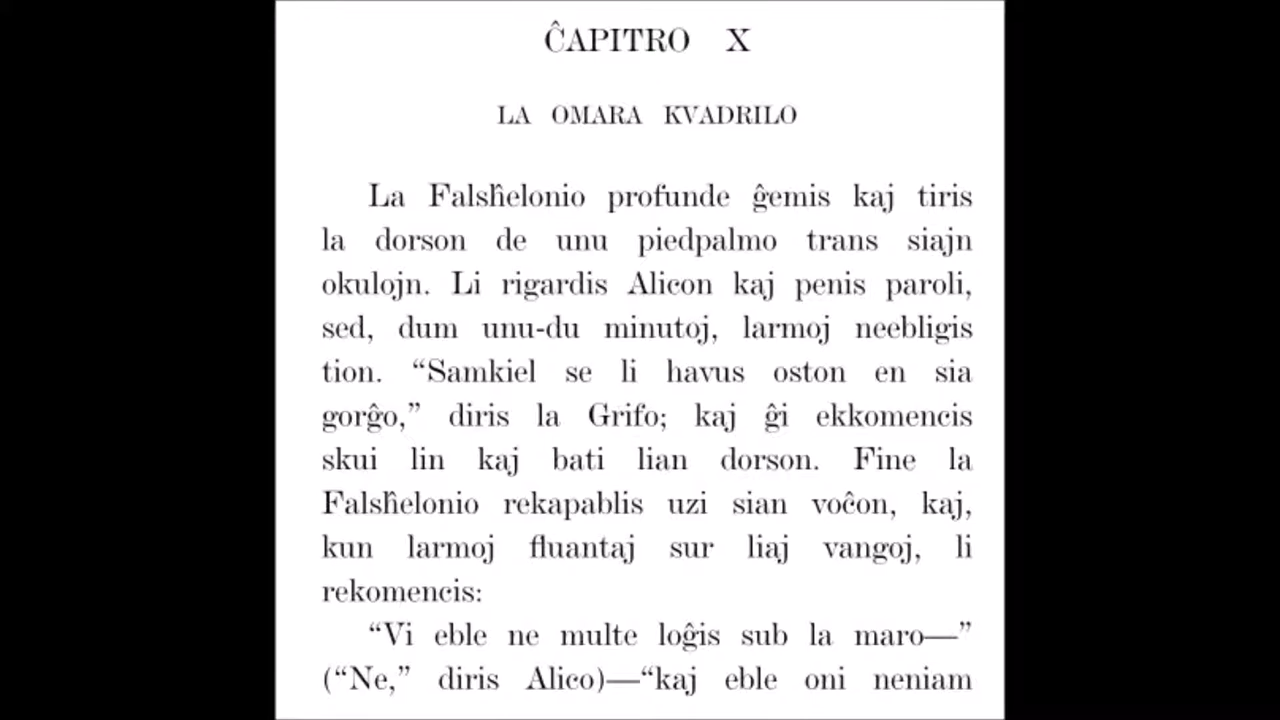 ĈAPITRO X
LA OMARA KVADRILO
La Falsĥelonio profunde ĝemis kaj tiris
la dorson de unu piedpalmo trans siajn
okulojn. Li rigardis Alicon kaj penis paroli,
sed, dum unu-du minutoj, larmoj neebligis
tion. “Samkiel se li havus oston en sia
gorĝo,” diris la Grifo; kaj ĝi ekkomencis
skui lin kaj bati lian dorson. Fine la
Falsĥelonio rekapablis uzi sian voĉon, kaj,
kun larmoj fluantaj sur liaj vangoj, li
rekomencis:
“Vi eble ne multe loĝis sub la maro—”
(“Ne,” diris Alico)—“kaj eble oni neniam